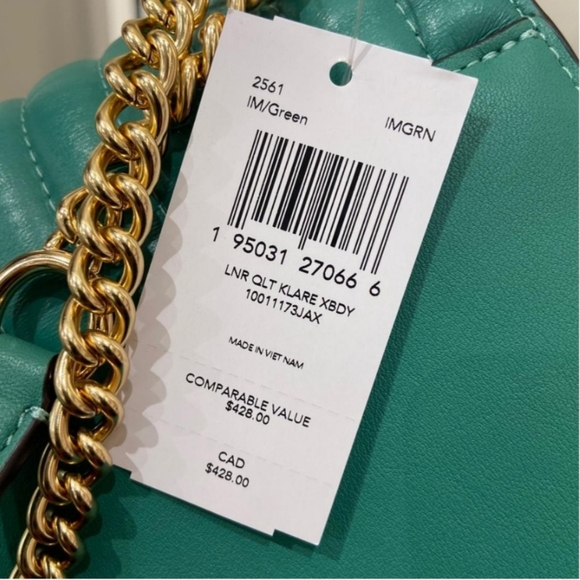 2561
IM/Green IMGRN
1 95031 27066 6
LNR QLT KLARE XBDY
10011173JAX
MADE IN VIET NAM
COMPARABLE VALUE
$428.00
CAD
$428.00